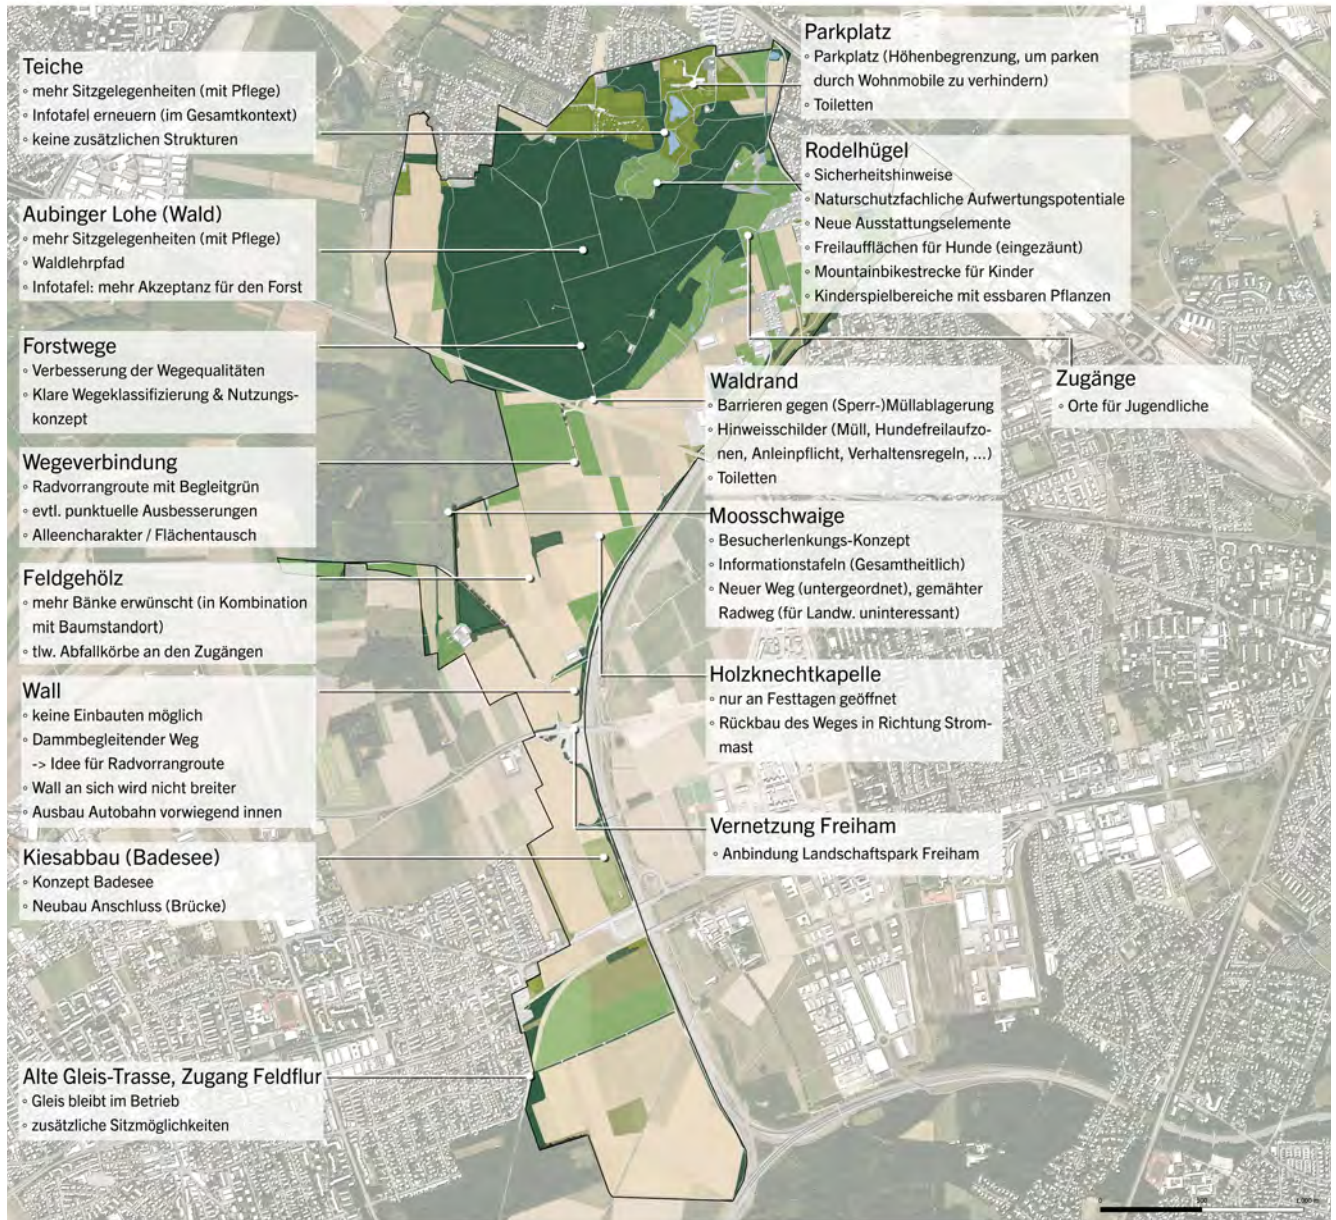 Teiche
◦ mehr Sitzgelegenheiten (mit Pflege)
◦ Infotafel erneuern (im Gesamtkontext)
◦ keine zusätzlichen Strukturen
Aubinger Lohe (Wald)
◦ mehr Sitzgelegenheiten (mit Pflege)
◦ Waldlehrpfad
◦ Infotafel: mehr Akzeptanz für den Forst
Forstwege
◦ Verbesserung der Wegequalitäten
◦ Klare Wegeklassifizierung & Nutzungs-
konzept
Wegeverbindung
◦ Radvorrangroute mit Begleitgrün
◦ evtl. punktuelle Ausbesserungen
◦ Alleencharakter / Flächentausch
Feldgehölz
◦ mehr Bänke erwünscht (in Kombination
mit Baumstandort)
◦ tlw. Abfallkörbe an den Zugängen
Wall
◦ keine Einbauten möglich
◦ Dammbegleitender Weg
-> Idee für Radvorrangroute
◦ Wall an sich wird nicht breiter
◦ Ausbau Autobahn vorwiegend innen
Kiesabbau (Badesee)
◦ Konzept Badesee
◦ Neubau Anschluss (Brücke)
Alte Gleis-Trasse, Zugang Feldflur
◦ Gleis bleibt im Betrieb
◦ zusätzliche Sitzmöglichkeiten
Parkplatz
◦ Parkplatz (Höhenbegrenzung, um parken
durch Wohnmobile zu verhindern)
◦ Toiletten
Rodelhügel
◦ Sicherheitshinweise
◦ Naturschutzfachliche Aufwertungspotentiale
◦ Neue Ausstattungselemente
◦ Freilaufflächen für Hunde (eingezäunt)
◦ Mountainbikestrecke für Kinder
◦ Kinderspielbereiche mit essbaren Pflanzen
Zugänge
◦ Orte für Jugendliche
Waldrand
◦ Barrieren gegen (Sperr-)Müllablagerung
◦ Hinweisschilder (Müll, Hundefreilaufzo-
nen, Anleinpflicht, Verhaltensregeln, ...)
◦ Toiletten
Moosschwaige
◦ Besucherlenkungs-Konzept
◦ Informationstafeln (Gesamtheitlich)
◦ Neuer Weg (untergeordnet), gemähter
Radweg (für Landw. uninteressant)
Holzknechtkapelle
◦ nur an Festtagen geöffnet
◦ Rückbau des Weges in Richtung Strom-
mast
Vernetzung Freiham
◦ Anbindung Landschaftspark Freiham
0 500 1.000 m